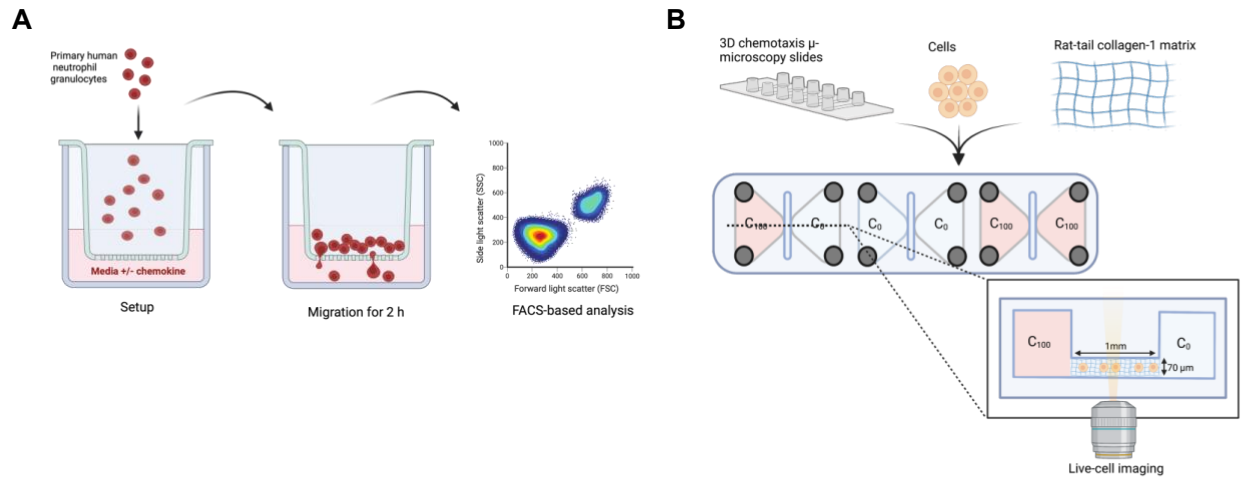 A
Primary human
neutrophil
granulocytes
Media +/- chemokine
Setup
Migration for 2 h
Side light scatter (SSC)
1000
800
600
400
200
0
0 200 400 600 800 1000
Forward light scatter (FSC)
FACS-based analysis
B
3D chemotaxis μ-
microscopy slides
Cells
Rat-tail collagen-1 matrix
C100 C0 C0 C0 C100 C100
C100
1mm
C0
70 μm
Live-cell imaging